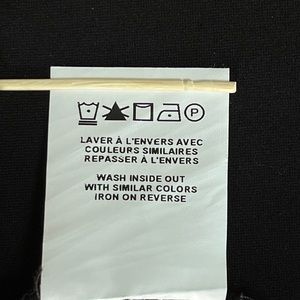 P
LAVER À L'ENVERS AVEC
COULEURS SIMILAIRES
REPASSER À L'ENVERS
WASH INSIDE OUT
WITH SIMILAR COLORS
IRON ON REVERSE